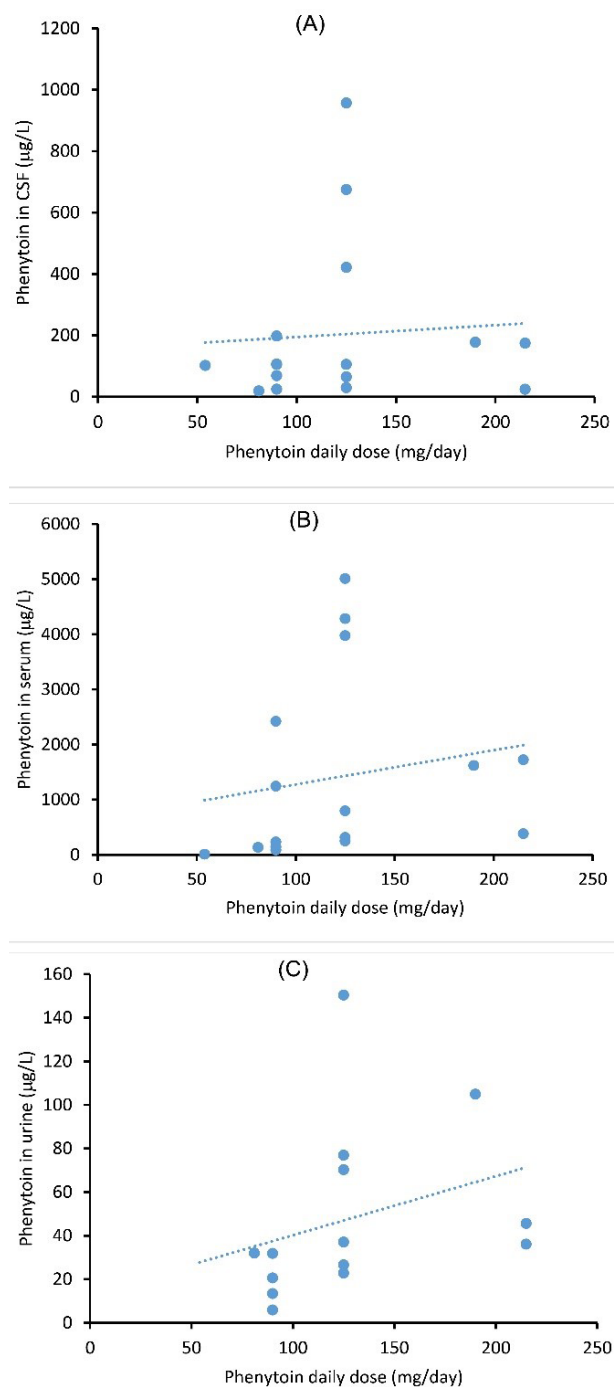 (A)
Phenytoin in CSF (µg/L)
1200
1000
800
600
400
200
0
0 50 100 150 200 250
Phenytoin daily dose (mg/day)
(B)
Phenytoin in serum (µg/L)
6000
5000
4000
3000
2000
1000
0
0 50 100 150 200 250
Phenytoin daily dose (mg/day)
(C)
Phenytoin in urine (µg/L)
160
140
120
100
80
60
40
20
0
0 50 100 150 200 250
Phenytoin daily dose (mg/day)